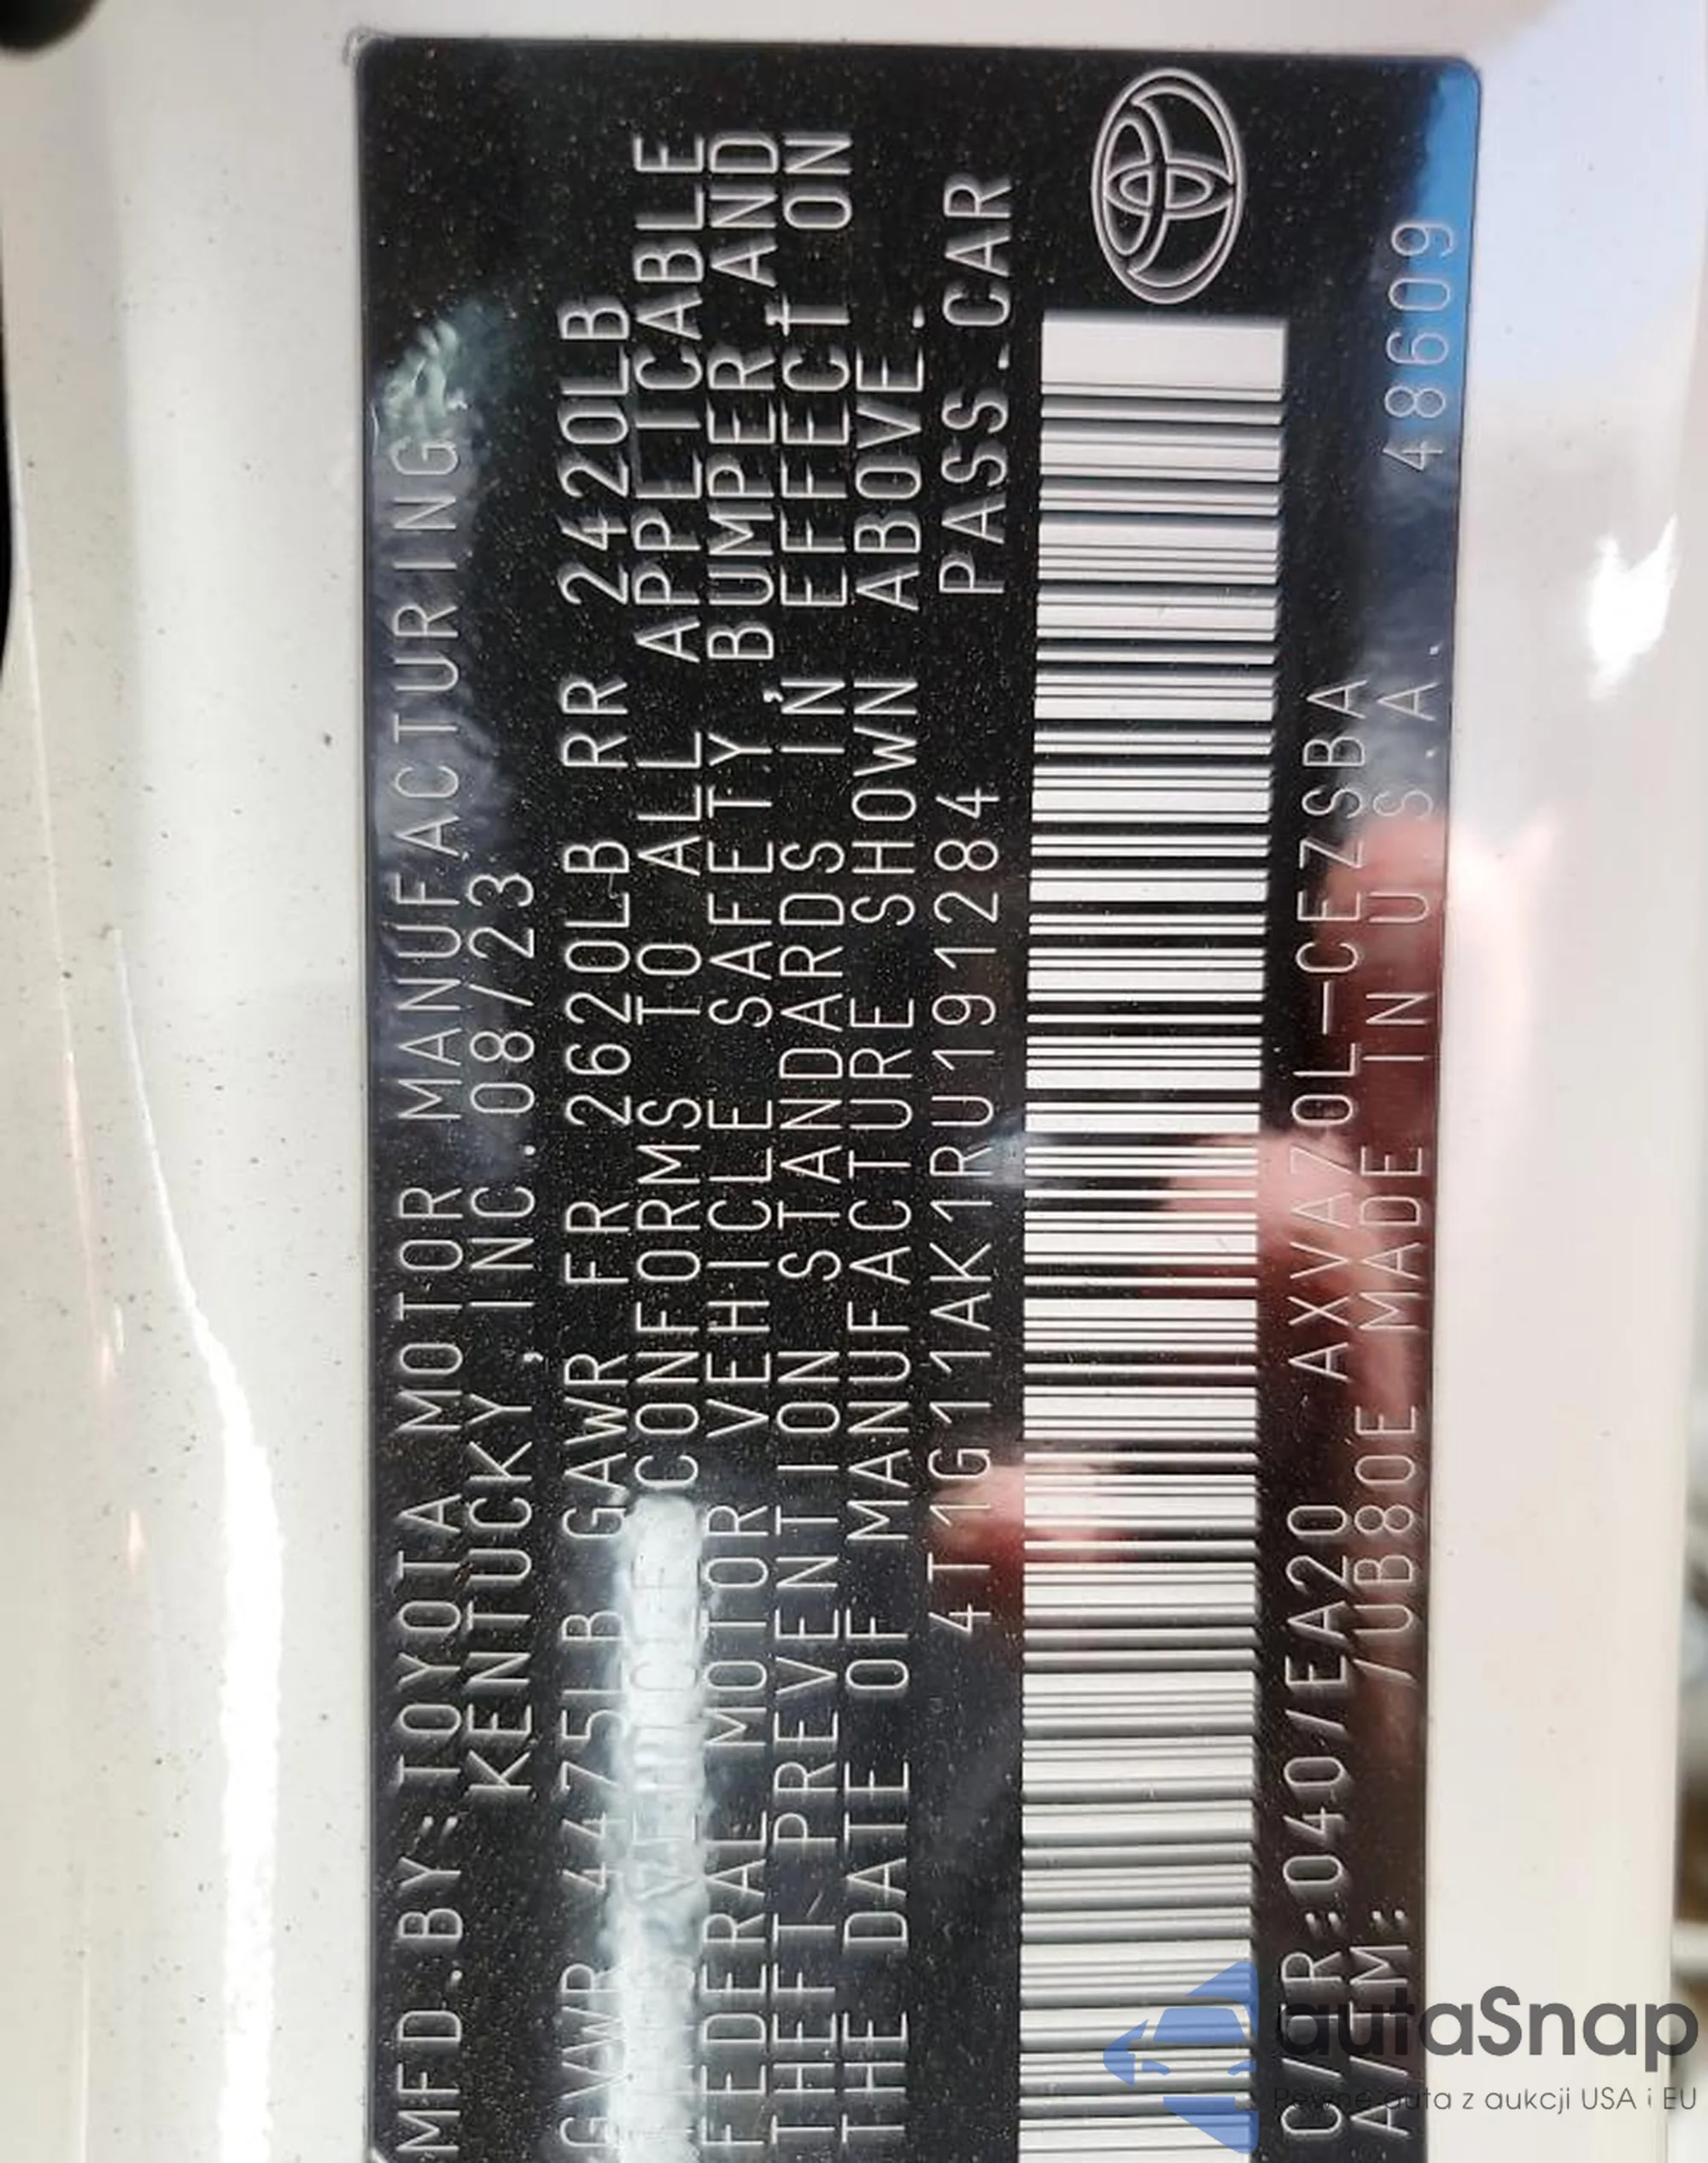 MFD.BY:TOYOTA MOTOR MANUFACTURING,
KENTUCKY, INC. 08/23
GVWR 4475LB GAWR FR 2620LB RR 2420LB
THIS VEHICLE CONFORMS TO ALL APPLICABLE
FEDERAL MOTOR VEHICLE SAFETY, BUMPER AND
THEFT PREVENTION STANDARDS IN EFFECT ON
THE DATE OF MANUFACTURE SHOWN ABOVE.
4T1G11AK1RU191284 PASS.CAR
C/TR:040/EA20 AXVA70L-CEZSBA
A/TM: /UB80E MADE IN U.S.A. 48609
autaSnap
Pewne auta z aukcji USA i EU